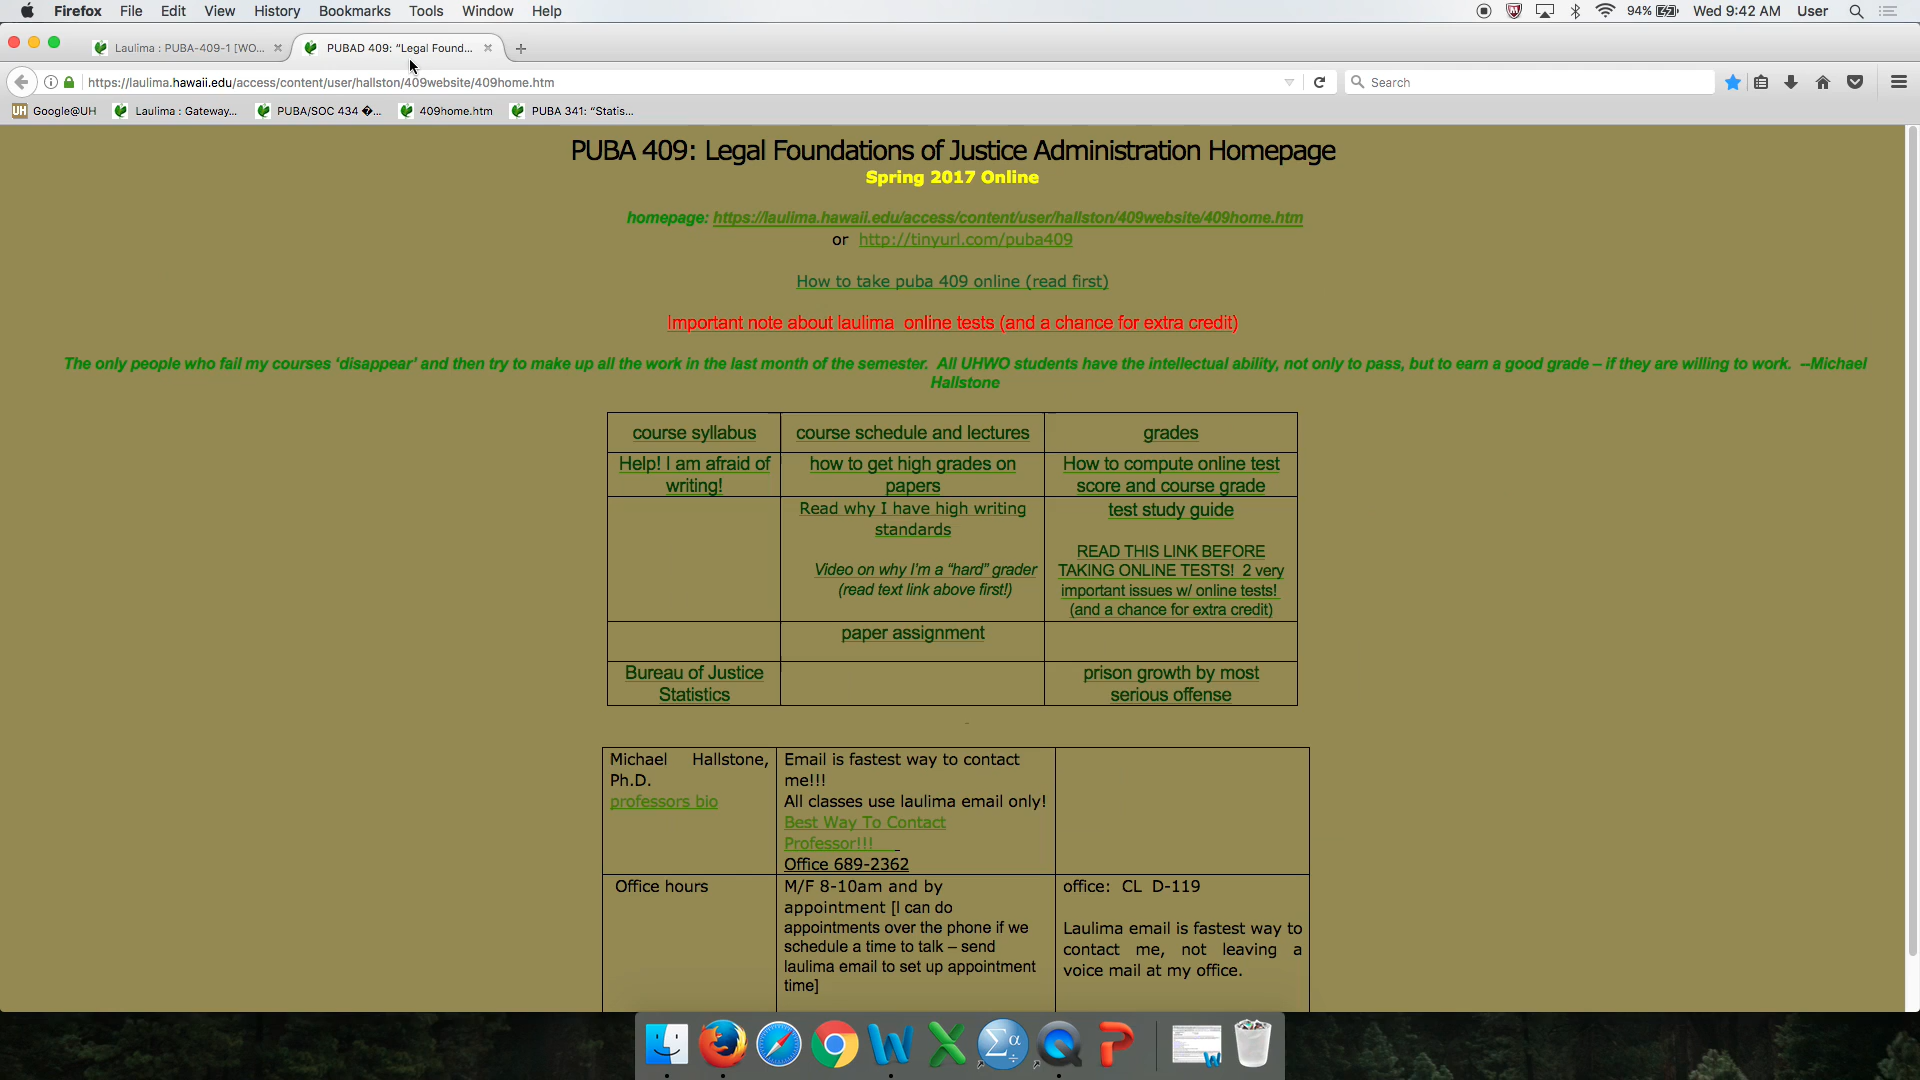 Firefox File Edit View History Bookmarks Tools Window Help 94% Wed 9:42 AM User
Laulima : PUBA-409-1 [WO... PUBAD 409: “Legal Found...
https://laulima.hawaii.edu/access/content/user/hallston/409website/409home.htm Search
UH Google@UH Laulima : Gateway... PUBA/SOC 434 �... 409home.htm PUBA 341: “Statis...
PUBA 409: Legal Foundations of Justice Administration Homepage
Spring 2017 Online
homepage: https://laulima.hawaii.edu/access/content/user/hallston/409website/409home.htm
or http://tinyurl.com/puba409
How to take puba 409 online (read first)
Important note about laulima online tests (and a chance for extra credit)
The only people who fail my courses ‘disappear’ and then try to make up all the work in the last month of the semester. All UHWO students have the intellectual ability, not only to pass, but to earn a good grade – if they are willing to work. --Michael
Hallstone
course syllabus course schedule and lectures grades
Help! I am afraid of
writing!
how to get high grades on
papers
How to compute online test
score and course grade
Read why I have high writing
standards
Video on why I’m a “hard” grader
(read text link above first!)
test study guide
READ THIS LINK BEFORE
TAKING ONLINE TESTS! 2 very
important issues w/ online tests!
(and a chance for extra credit)
paper assignment
Bureau of Justice
Statistics
prison growth by most
serious offense
Michael Hallstone,
Ph.D.
professors bio
Email is fastest way to contact
me!!!
All classes use laulima email only!
Best Way To Contact
Professor!!!
Office 689-2362
Office hours
M/F 8-10am and by
appointment [I can do
appointments over the phone if we
schedule a time to talk – send
laulima email to set up appointment
time]
office: CL D-119
Laulima email is fastest way to
contact me, not leaving a
voice mail at my office.